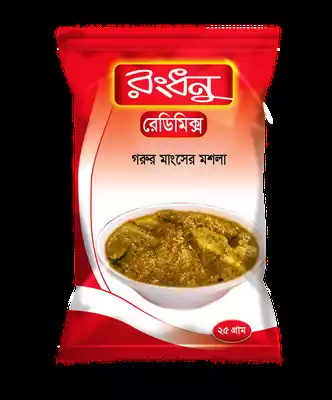 রংধনু
রেডিমিক্স
গরুর মাংসের মশলা
২৫ গ্রাম